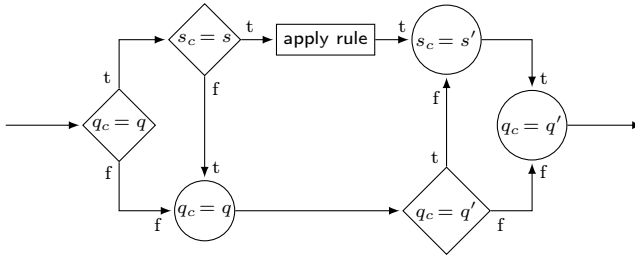 t
s_c = s
t
apply rule
t
s_c = s′
t
f
f
q_c = q
q_c = q′
f
t
t
f
f
q_c = q
f
q_c = q′
f